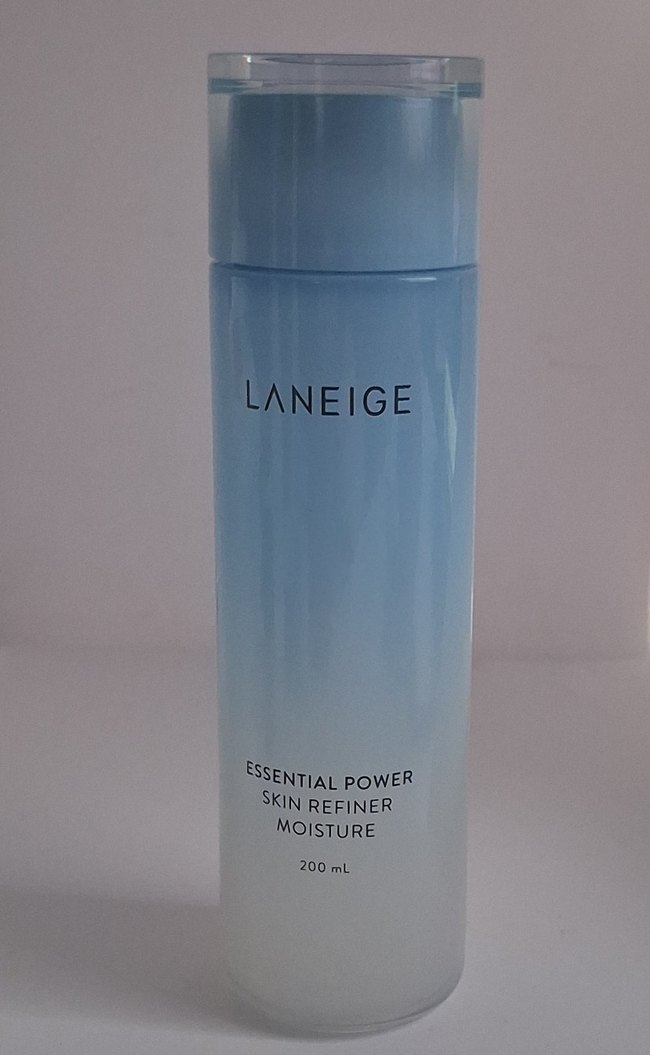 LANEIGE
ESSENTIAL POWER
SKIN REFINER
MOISTURE
200 mL